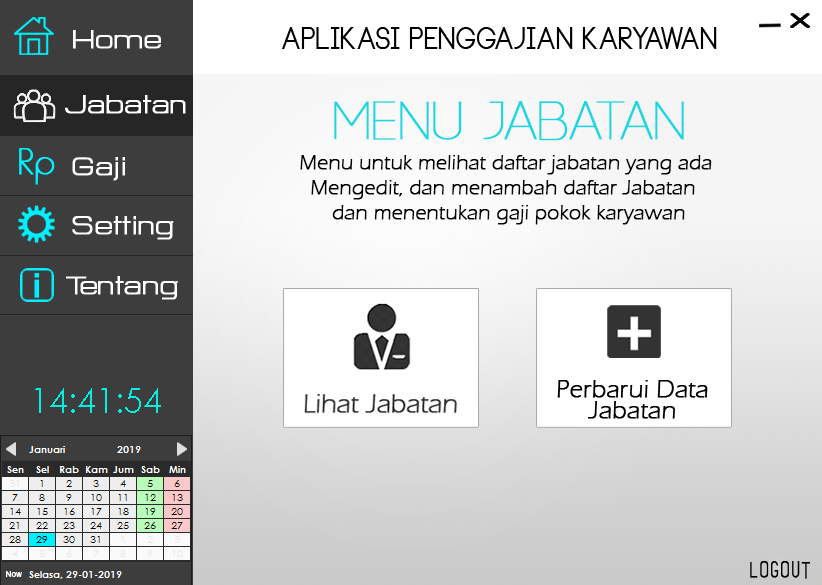 Home
Jabatan
Rp Gaji
Setting
Tentang
14:41:54
Januari 2019
Sen Sel Rab Kam Jum Sab Min
31 1 2 3 4 5 6
7 8 9 10 11 12 13
14 15 16 17 18 19 20
21 22 23 24 25 26 27
28 29 30 31 1 2 3
4 5 6 7 8 9 10
Now Selasa, 29-01-2019
APLIKASI PENGGAJIAN KARYAWAN
MENU JABATAN
Menu untuk melihat daftar jabatan yang ada
Mengedit, dan menambah daftar Jabatan
dan menentukan gaji pokok karyawan
Lihat Jabatan
Perbarui Data
Jabatan
LOGOUT